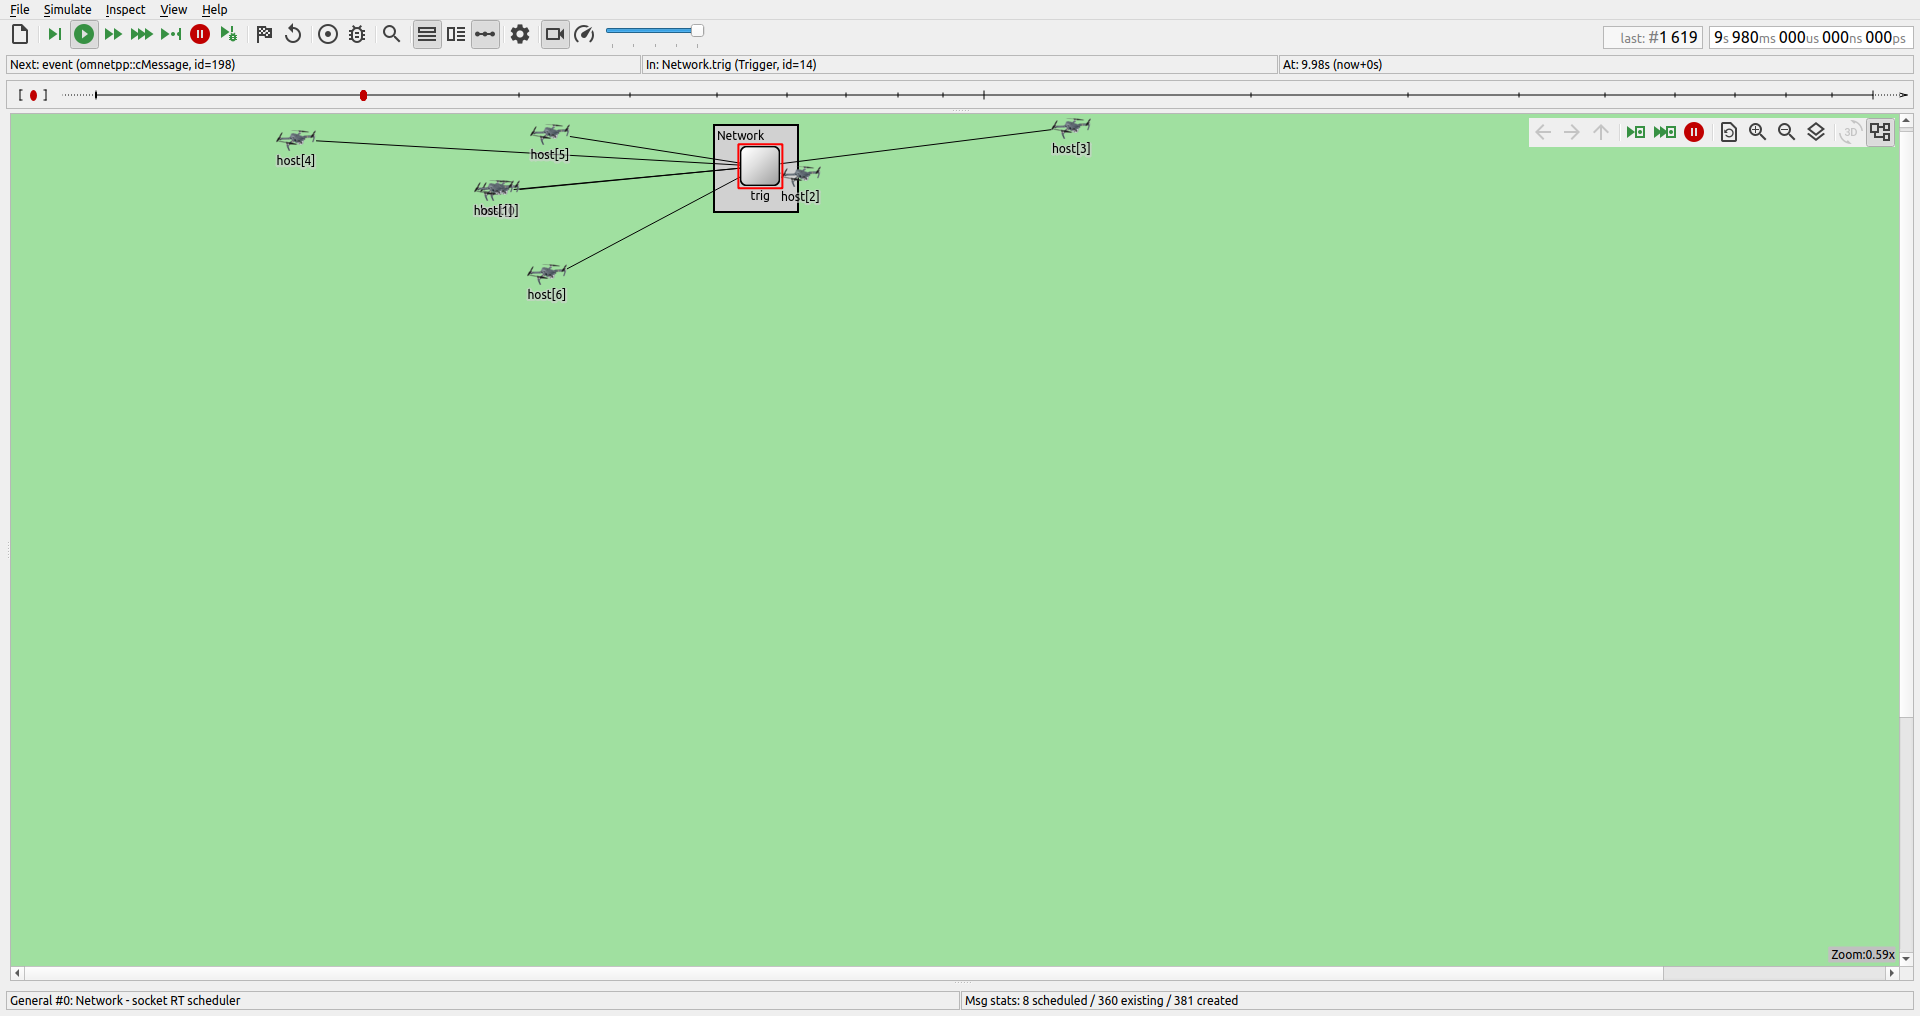 File Simulate Inspect View Help
last: #1 619 9s 980ms 000us 000ns 000ps
Next: event (omnetpp::cMessage, id=198) In: Network.trig (Trigger, id=14) At: 9.98s (now+0s)
3D
Network
host[3]
host[5]
host[4]
trig host[2]
host[6]
Zoom:0.59x
General #0: Network - socket RT scheduler Msg stats: 8 scheduled / 360 existing / 381 created